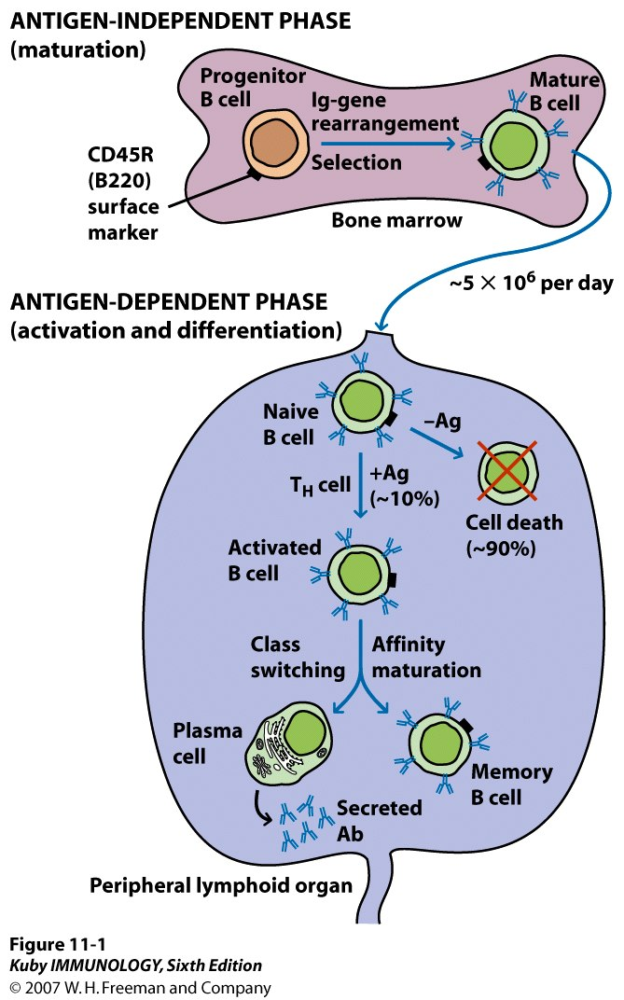 ANTIGEN-INDEPENDENT PHASE
(maturation)
Progenitor
B cell
Ig-gene
rearrangement
Selection
Mature
B cell
CD45R
(B220)
surface
marker
Bone marrow
~5 × 10⁶ per day
ANTIGEN-DEPENDENT PHASE
(activation and differentiation)
Naive
B cell
–Ag
T_H cell
+Ag
(~10%)
Cell death
(~90%)
Activated
B cell
Class
switching
Affinity
maturation
Plasma
cell
Memory
B cell
Secreted
Ab
Peripheral lymphoid organ
Figure 11-1
Kuby IMMUNOLOGY, Sixth Edition
© 2007 W. H. Freeman and Company